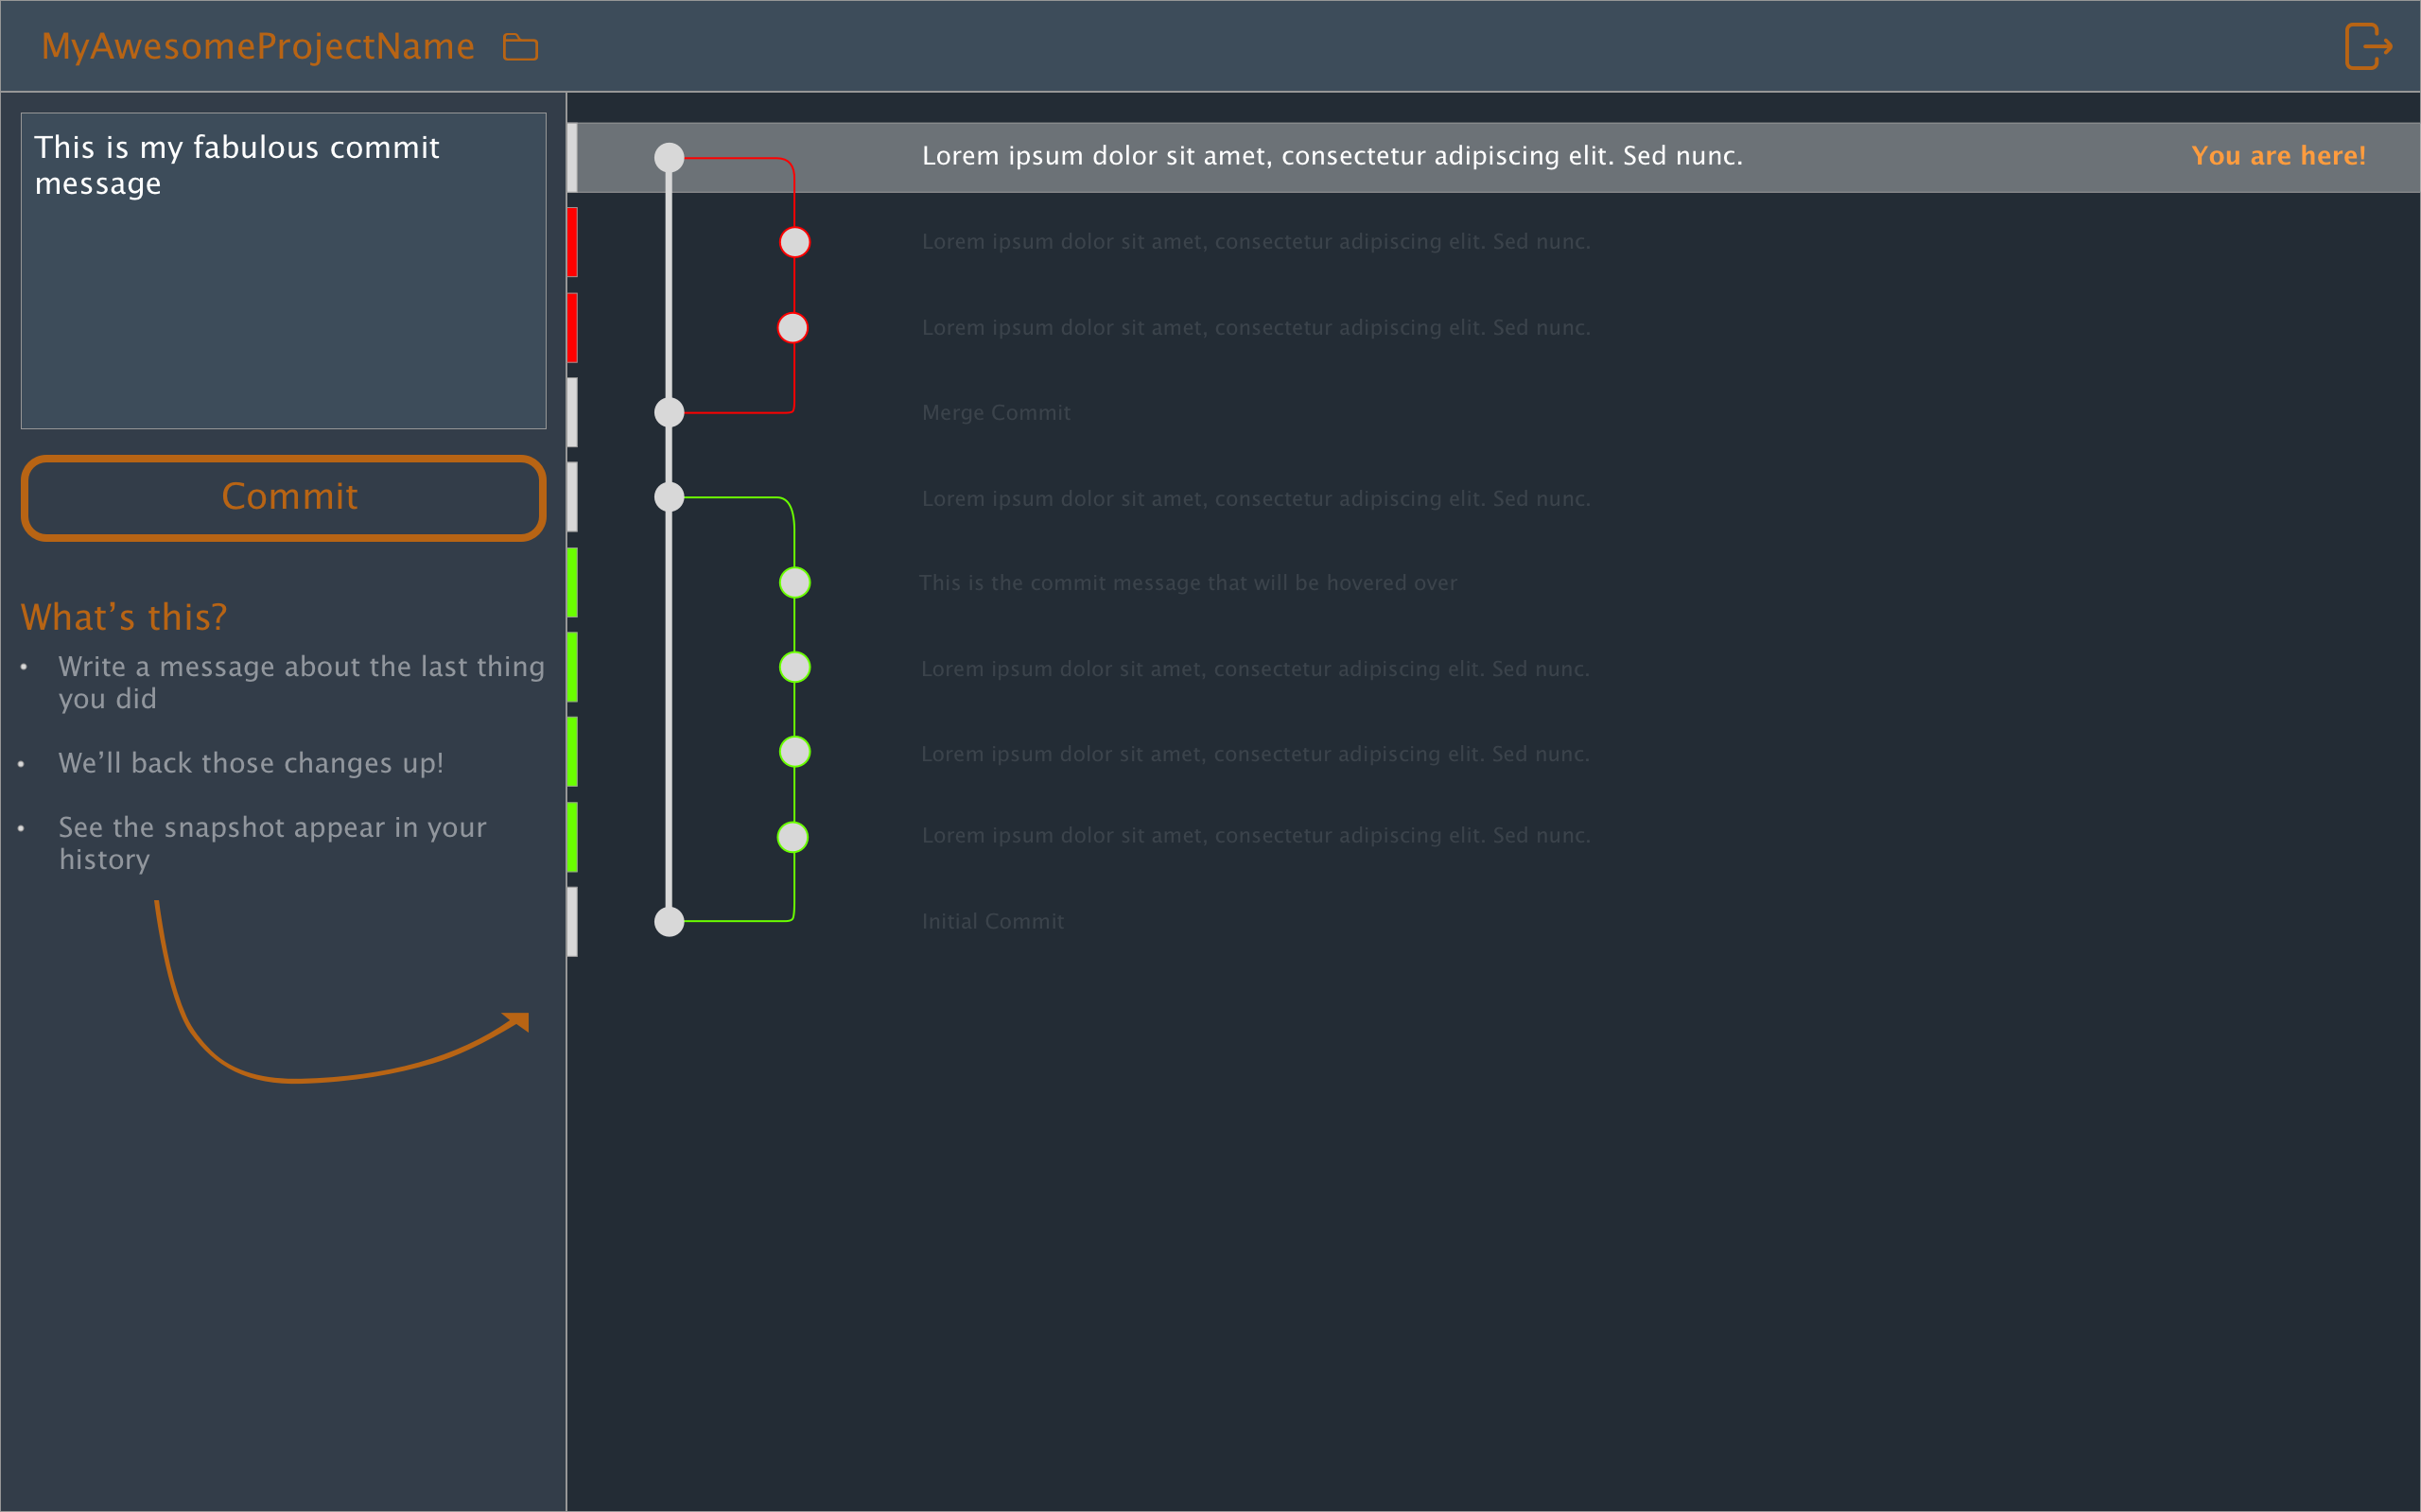 MyAwesomeProjectName
This is my fabulous commit
message
Commit
What’s this?
• Write a message about the last thing
you did
• We’ll back those changes up!
• See the snapshot appear in your
history
Lorem ipsum dolor sit amet, consectetur adipiscing elit. Sed nunc.
You are here!
Lorem ipsum dolor sit amet, consectetur adipiscing elit. Sed nunc.
Lorem ipsum dolor sit amet, consectetur adipiscing elit. Sed nunc.
Merge Commit
Lorem ipsum dolor sit amet, consectetur adipiscing elit. Sed nunc.
This is the commit message that will be hovered over
Lorem ipsum dolor sit amet, consectetur adipiscing elit. Sed nunc.
Lorem ipsum dolor sit amet, consectetur adipiscing elit. Sed nunc.
Lorem ipsum dolor sit amet, consectetur adipiscing elit. Sed nunc.
Initial Commit